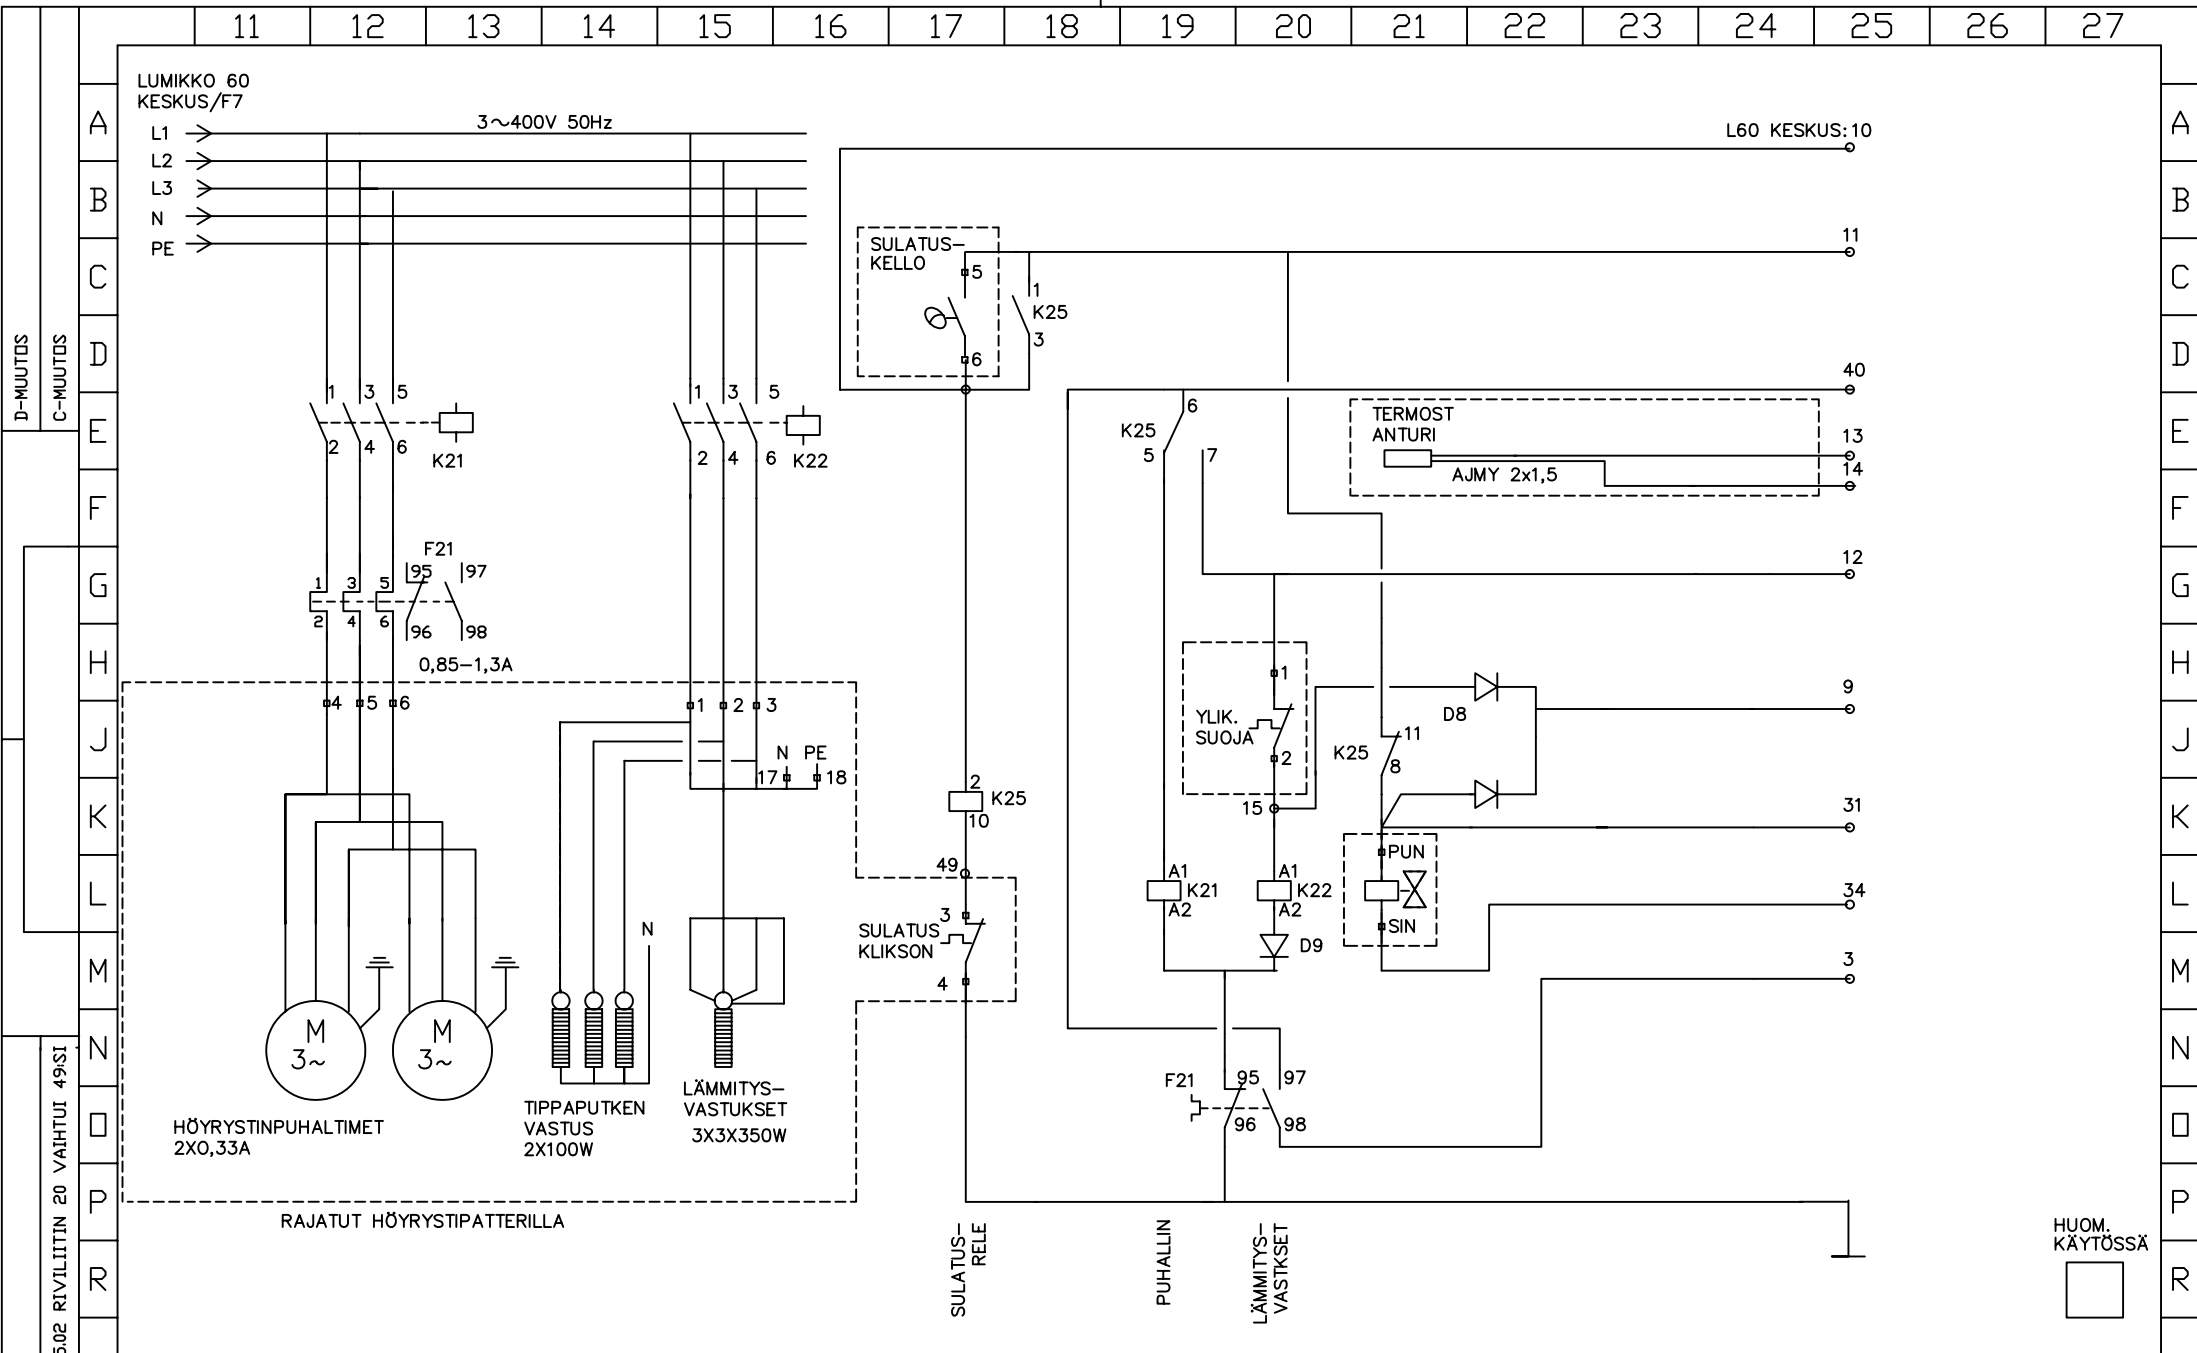 11 12 13 14 15 16 17 18 19 20 21 22 23 24 25 26 27
D-MUUTOS
C-MUUTOS
RIVILIITIN 20 VAIHTUI 49:SI
A A
B B
C C
D D
E E
F F
G G
H H
J J
K K
L L
M M
N N
O O
P P
R R
LUMIKKO 60
KESKUS/F7
L1
L2
L3
N
PE
3~400V 50Hz
1 3 5
2 4 6
K21
1 3 5
2 4 6
K22
F21
1 3 5 95 97
2 4 6 96 98
0,85-1,3A
4 5 6
1 2 3
N PE
17 18
M
3~
M
3~
N
HÖYRYSTINPUHALTIMET
2X0,33A
TIPPAPUTKEN
VASTUS
2X100W
LÄMMITYS-
VASTUKSET
3X3X350W
RAJATUT HÖYRYSTIPATTERILLA
SULATUS-
KELLO
5
6
1
K25
3
2
K25
10
49
3
SULATUS
KLIKSON
4
SULATUS-
RELE
6
K25
5 7
A1
K21
A2
PUHALLIN
1
YLIK.
SUOJA
2
15
A1
K22
A2
D9
LÄMMITYS-
VASTKSET
F21
95 97
96 98
11
K25
8
PUN
SIN
D8
TERMOST
ANTURI
AJMY 2x1,5
L60 KESKUS:10
11
40
13
14
12
9
31
34
3
HUOM.
KÄYTÖSSÄ